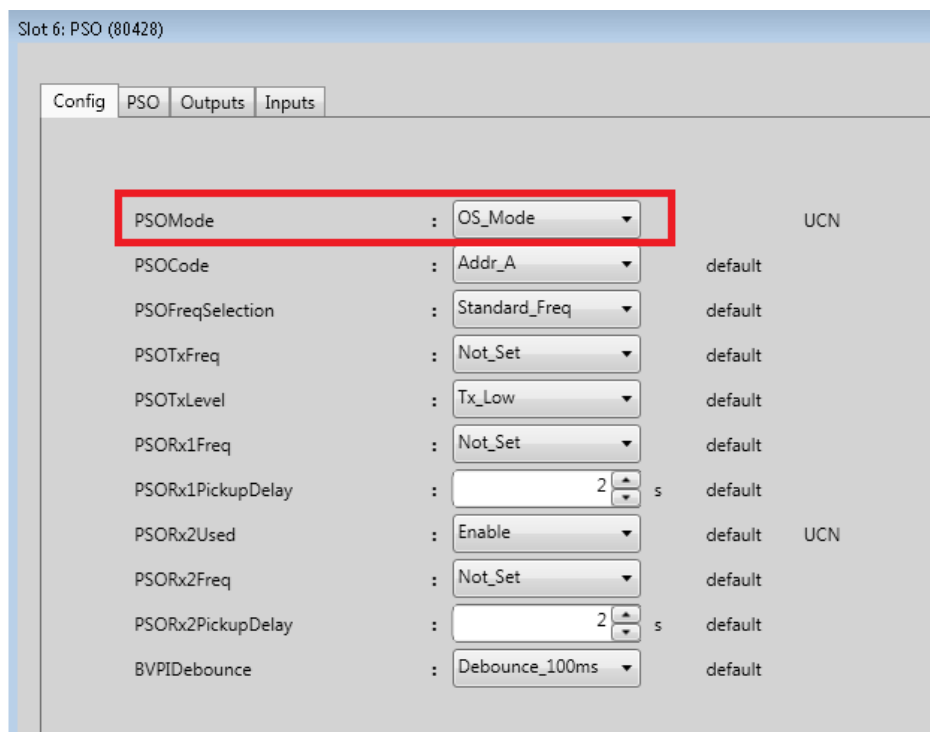 Slot 6: PSO (80428)
Config PSO Outputs Inputs
PSOMode : OS_Mode UCN
PSOCode : Addr_A default
PSOFreqSelection : Standard_Freq default
PSOTxFreq : Not_Set default
PSOTxLevel : Tx_Low default
PSORx1Freq : Not_Set default
PSORx1PickupDelay : 2 s default
PSORx2Used : Enable default UCN
PSORx2Freq : Not_Set default
PSORx2PickupDelay : 2 s default
BVPIDebounce : Debounce_100ms default